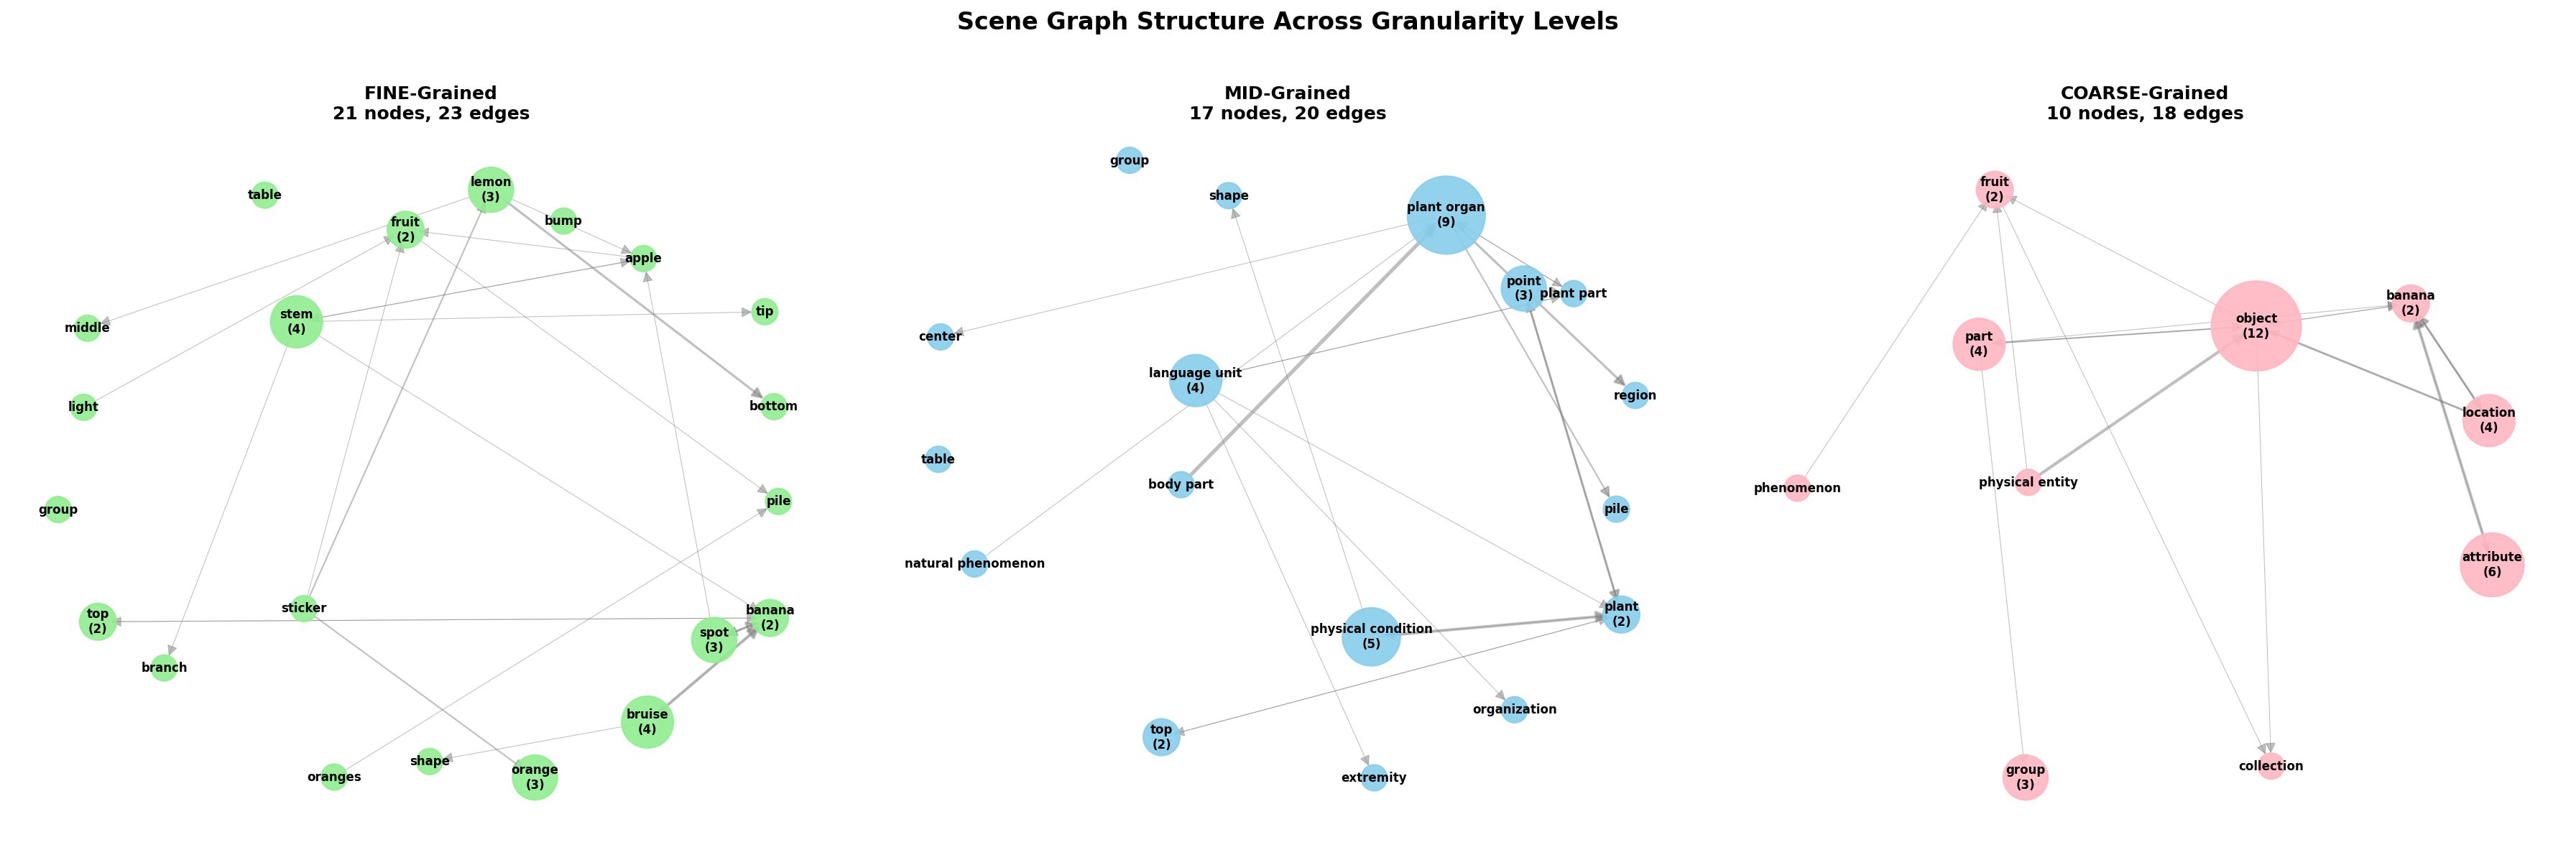 Scene Graph Structure Across Granularity Levels
FINE-Grained
21 nodes, 23 edges
table
lemon
(3)
fruit
(2)
bump
apple
stem
(4)
tip
middle
light
bottom
group
pile
top
(2)
sticker
banana
(2)
spot
(3)
branch
bruise
(4)
shape
oranges
orange
(3)
MID-Grained
17 nodes, 20 edges
group
shape
plant organ
(9)
point
(3)
plant part
center
language unit
(4)
region
table
body part
pile
natural phenomenon
plant
(2)
physical condition
(5)
organization
top
(2)
extremity
COARSE-Grained
10 nodes, 18 edges
fruit
(2)
banana
(2)
object
(12)
part
(4)
location
(4)
phenomenon
physical entity
attribute
(6)
group
(3)
collection